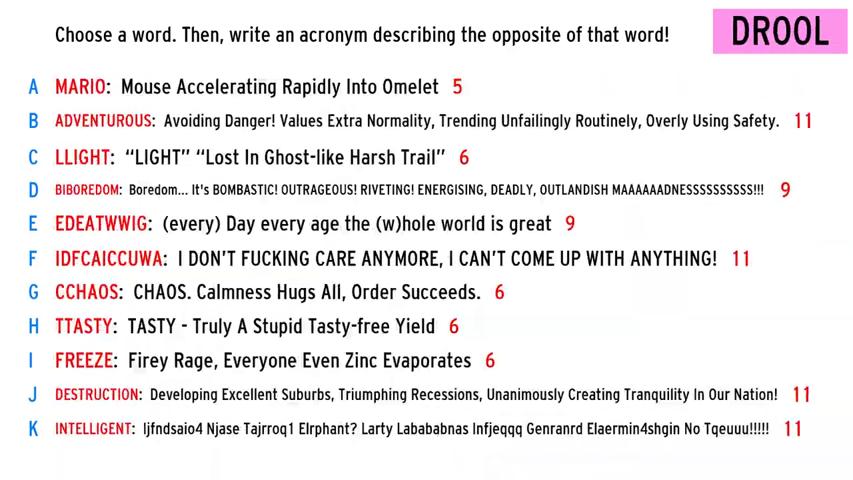 Choose a word. Then, write an acronym describing the opposite of that word!
DROOL
A MARIO: Mouse Accelerating Rapidly Into Omelet 5
B ADVENTUROUS: Avoiding Danger! Values Extra Normality, Trending Unfailingly Routinely, Overly Using Safety. 11
C LLIGHT: “LIGHT” “Lost In Ghost-like Harsh Trail” 6
D BIBOREDOM: Boredom... It's BOMBASTIC! OUTRAGEOUS! RIVETING! ENERGISING, DEADLY, OUTLANDISH MAAAAAADNESSSSSSSSSS!!! 9
E EDEATWWIG: (every) Day every age the (w)hole world is great 9
F IDFCAICCUWA: I DON'T FUCKING CARE ANYMORE, I CAN'T COME UP WITH ANYTHING! 11
G CCHAOS: CHAOS. Calmness Hugs All, Order Succeeds. 6
H TTASTY: TASTY - Truly A Stupid Tasty-free Yield 6
I FREEZE: Firey Rage, Everyone Even Zinc Evaporates 6
J DESTRUCTION: Developing Excellent Suburbs, Triumphing Recessions, Unanimously Creating Tranquility In Our Nation! 11
K INTELLIGENT: Ijfndsaio4 Njase Tajrroq1 Elrphant? Larty Labababnas Infjeqqq Genranrd Elaermin4shgin No Tqeuuu!!!!! 11